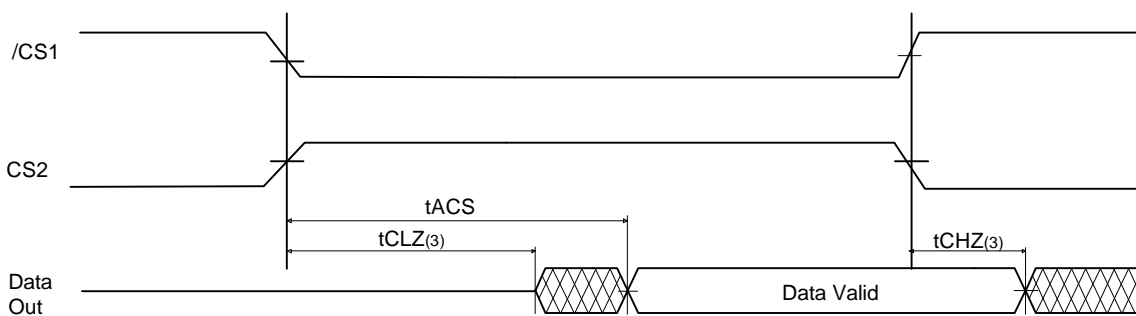 /CS1
CS2
tACS
tCLZ(3)
tCHZ(3)
Data
Out
Data Valid